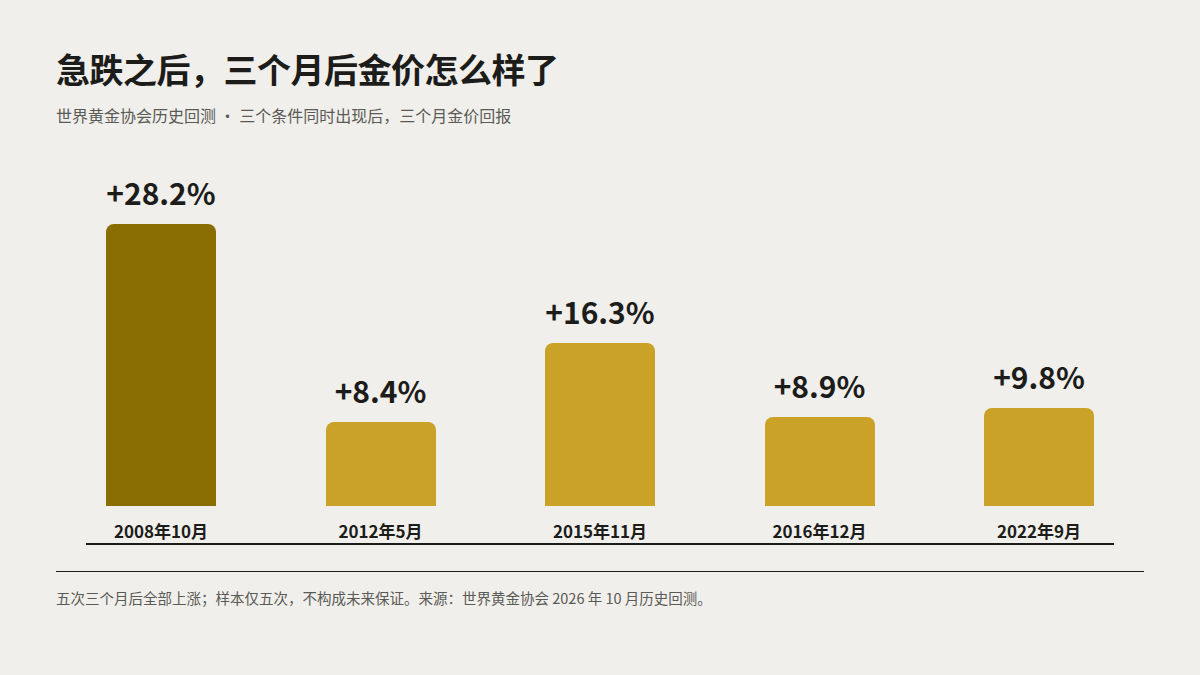 急跌之后，三个月后金价怎么样了
世界黄金协会历史回测 · 三个条件同时出现后，三个月金价回报
+28.2%
+8.4%
+16.3%
+8.9%
+9.8%
2008年10月
2012年5月
2015年11月
2016年12月
2022年9月
五次三个月后全部上涨；样本仅五次，不构成未来保证。来源：世界黄金协会 2026 年 10 月历史回测。